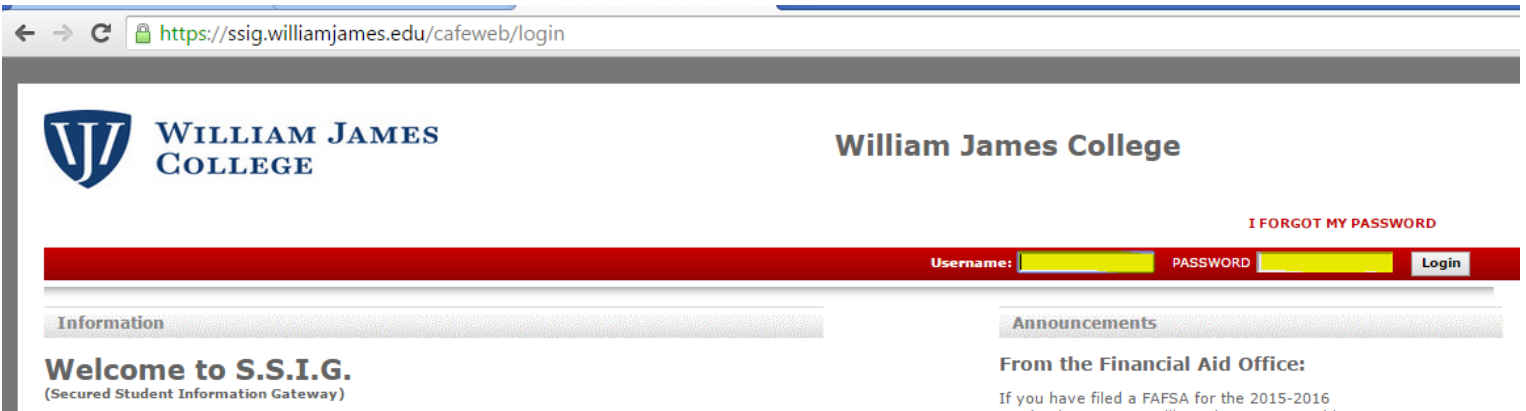 https://ssig.williamjames.edu/cafeweb/login
WILLIAM JAMES
COLLEGE
William James College
I FORGOT MY PASSWORD
Username: PASSWORD Login
Information
Announcements
Welcome to S.S.I.G.
(Secured Student Information Gateway)
From the Financial Aid Office:
If you have filed a FAFSA for the 2015-2016